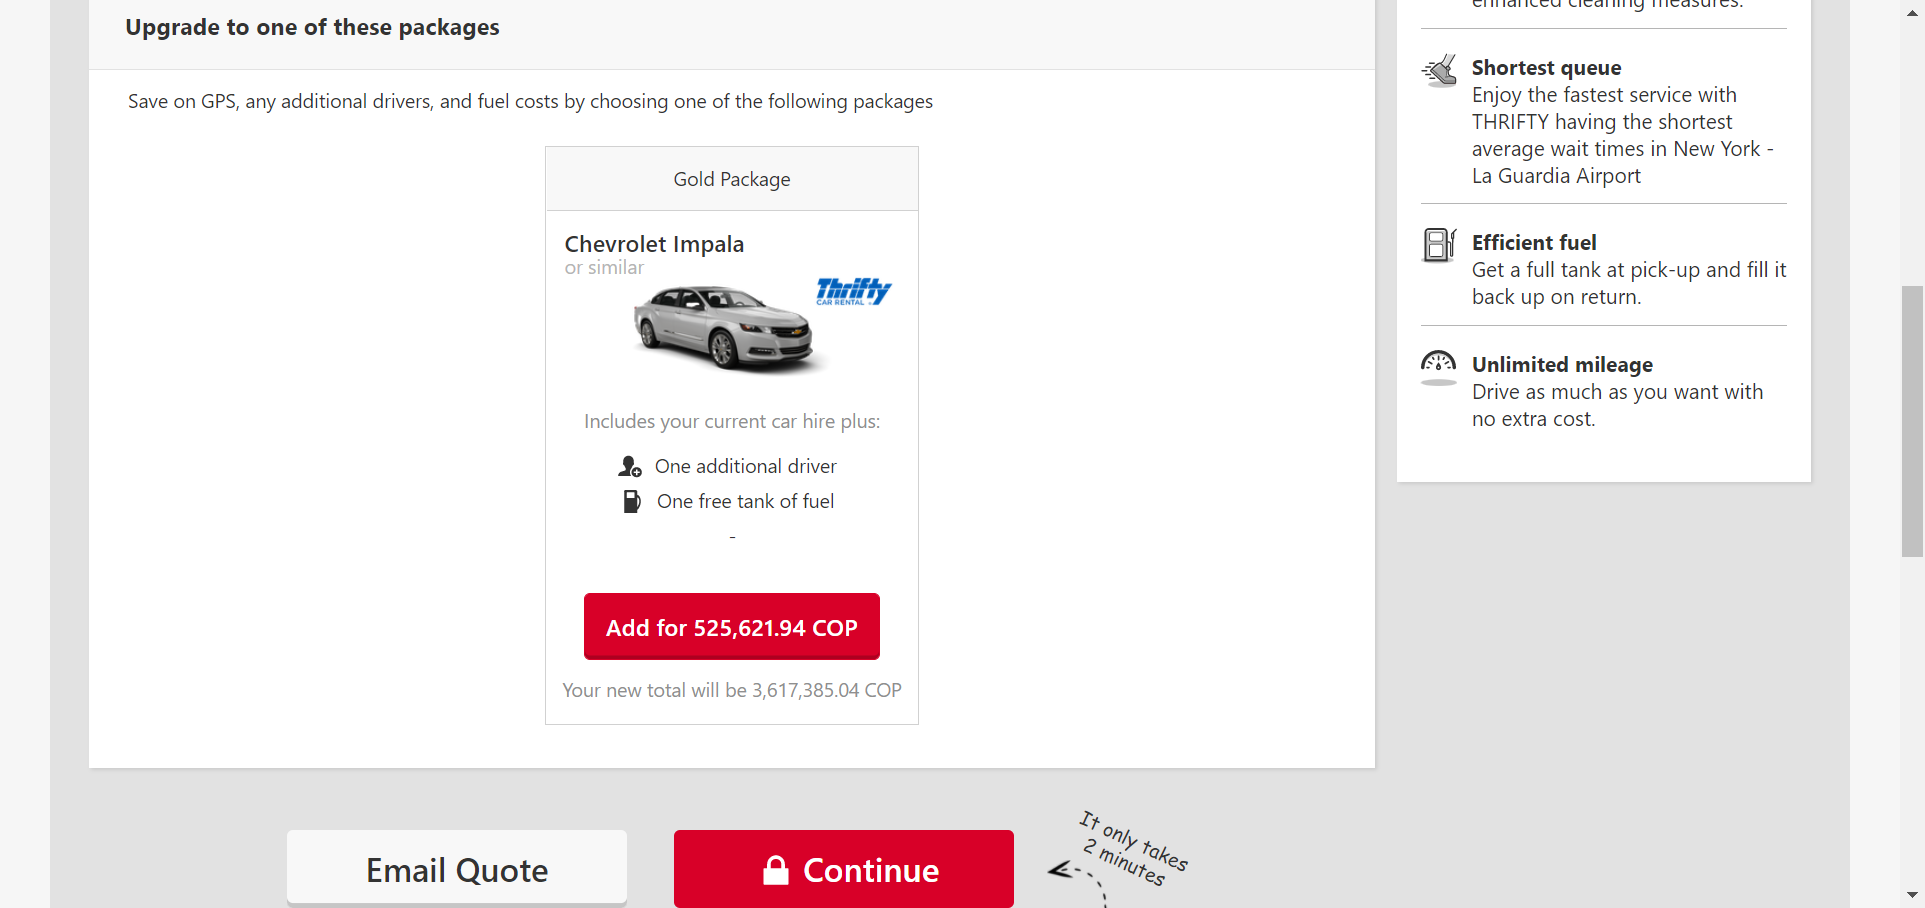 Upgrade to one of these packages
Save on GPS, any additional drivers, and fuel costs by choosing one of the following packages
Gold Package
Chevrolet Impala
or similar
Thrifty
CAR RENTAL
Includes your current car hire plus:
One additional driver
One free tank of fuel
-
Add for 525,621.94 COP
Your new total will be 3,617,385.04 COP
Email Quote
Continue
It only takes
2 minutes
enhanced cleaning measures.
Shortest queue
Enjoy the fastest service with
THRIFTY having the shortest
average wait times in New York -
La Guardia Airport
Efficient fuel
Get a full tank at pick-up and fill it
back up on return.
Unlimited mileage
Drive as much as you want with
no extra cost.